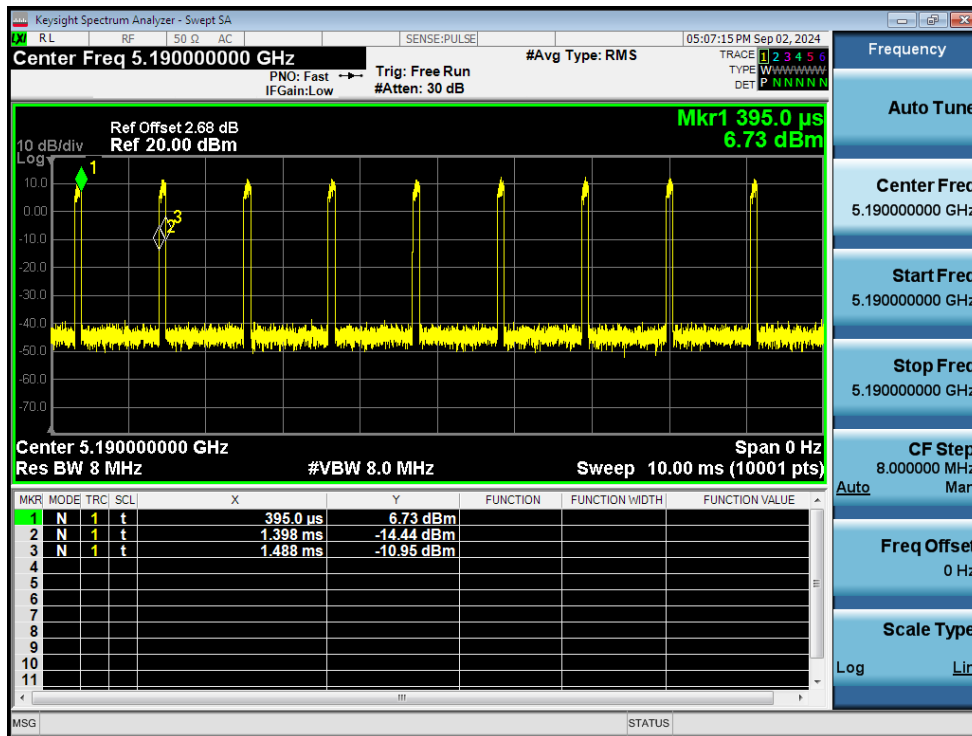 Keysight Spectrum Analyzer - Swept SA
LXI RL RF 50 Ω AC SENSE:PULSE 05:07:15 PM Sep 02, 2024
Center Freq 5.190000000 GHz
PNO: Fast
IFGain:Low
Trig: Free Run
#Atten: 30 dB
#Avg Type: RMS
TRACE 1 2 3 4 5 6
TYPE WWWWWW
DET P N N N N N
Ref Offset 2.68 dB
10 dB/div Ref 20.00 dBm
Log
Mkr1 395.0 µs
6.73 dBm
1
10.0
0.00
3
2
-10.0
-20.0
-30.0
-40.0
-50.0
-60.0
-70.0
Center 5.190000000 GHz Span 0 Hz
Res BW 8 MHz #VBW 8.0 MHz Sweep 10.00 ms (10001 pts)
MKR MODE TRC SCL X Y FUNCTION FUNCTION WIDTH FUNCTION VALUE
1 N 1 t 395.0 µs 6.73 dBm
2 N 1 t 1.398 ms -14.44 dBm
3 N 1 t 1.488 ms -10.95 dBm
4
5
6
7
8
9
10
11
MSG STATUS
Frequency
Auto Tune
Center Freq
5.190000000 GHz
Start Freq
5.190000000 GHz
Stop Freq
5.190000000 GHz
CF Step
8.000000 MHz
Auto Man
Freq Offset
0 Hz
Scale Type
Log Lin